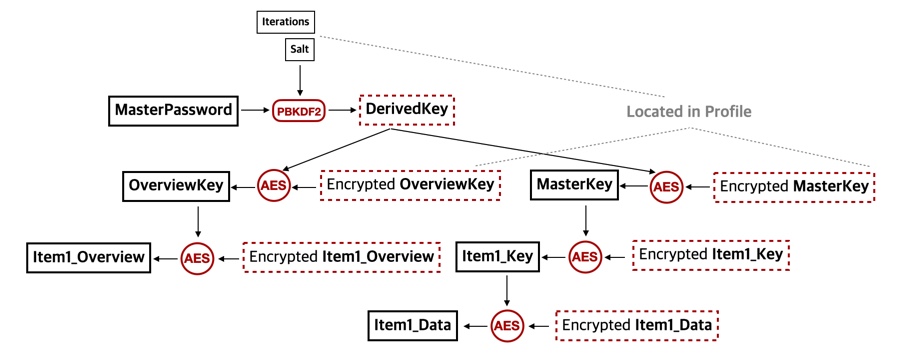 Iterations
Salt
MasterPassword
PBKDF2
DerivedKey
Located in Profile
OverviewKey
AES
Encrypted OverviewKey
MasterKey
AES
Encrypted MasterKey
Item1_Overview
AES
Encrypted Item1_Overview
Item1_Key
AES
Encrypted Item1_Key
Item1_Data
AES
Encrypted Item1_Data